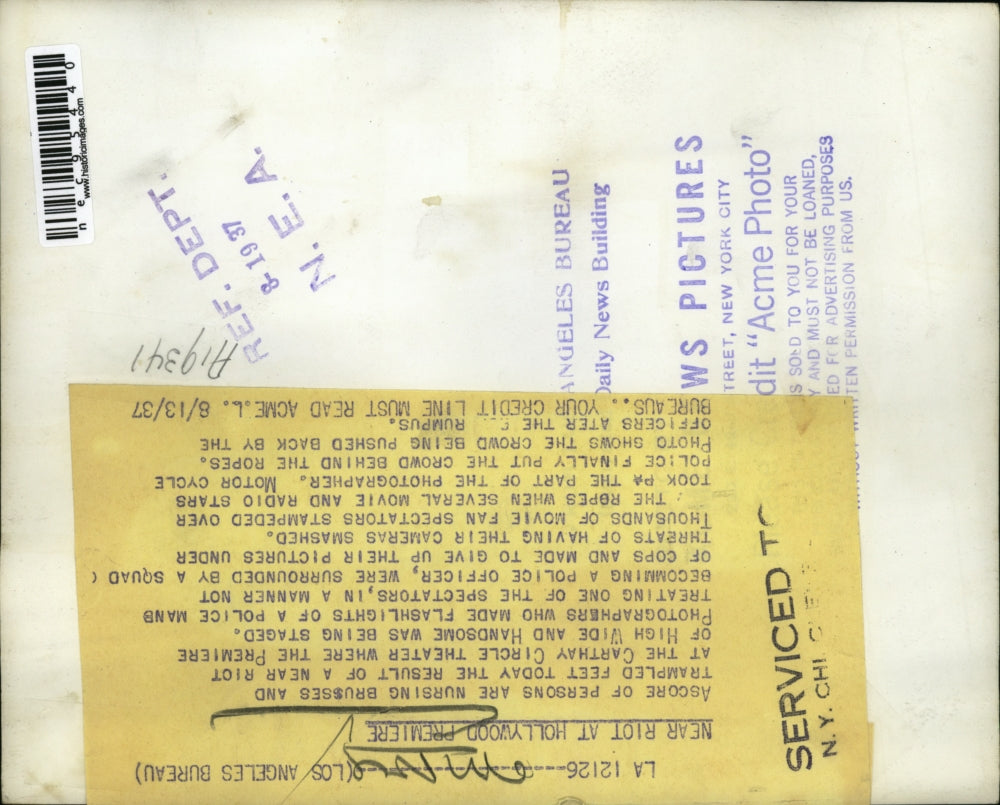 LA 12126 (LOS ANGELES BUREAU)
NEAR RIOT AT HOLLYWOOD PREMIERE
ASCORE OF PERSONS ARE NURSING BRUSSES AND
TRAMPLED FEET TODAY THE RESULT OF A NEAR RIOT
AT THE CARTHAY CIRCLE THEATER WHERE THE PREMIERE
OF HIGH WIDE AND HANDSOME WAS BEING STAGED.
PHOTOGRAPHERS WHO MADE FLASHLIGHTS OF A POLICE MANB
TREATING ONE OF THE SPECTATORS, IN A MANNER NOT
BECOMMING A POLICE OFFICER, WERE SURROUNDED BY A SQUAD
OF COPS AND MADE TO GIVE UP THEIR PICTURES UNDER
THREATS OF HAVING THEIR CAMERAS SMASHED.
THOUSANDS OF MOVIE FAN SPECTATORS STAMPEDED OVER
THE ROPES WHEN SEVERAL MOVIE AND RADIO STARS
TOOK THE PART OF THE PHOTOGRAPHER. MOTOR CYCLE
POLICE FINALLY PUT THE CROWD BEHIND THE ROPES.
PHOTO SHOWS THE CROWD BEING PUSHED BACK BY THE
OFFICERS ATER THE RUMPUS.
BUREAUS.. YOUR CREDIT LINE MUST READ ACME.L. 8/13/37
A19341
REF. DEPT.
8-19 37
N. E. A.
ANGELES BUREAU
Daily News Building
WS PICTURES
TREET, NEW YORK CITY
dit "Acme Photo"
S SOLD TO YOU FOR YOUR
Y AND MUST NOT BE LOANED,
ED FOR ADVERTISING PURPOSES
TEN PERMISSION FROM US.
SERVICED TO
N.Y. CHI
necc95440
www.historicimages.com